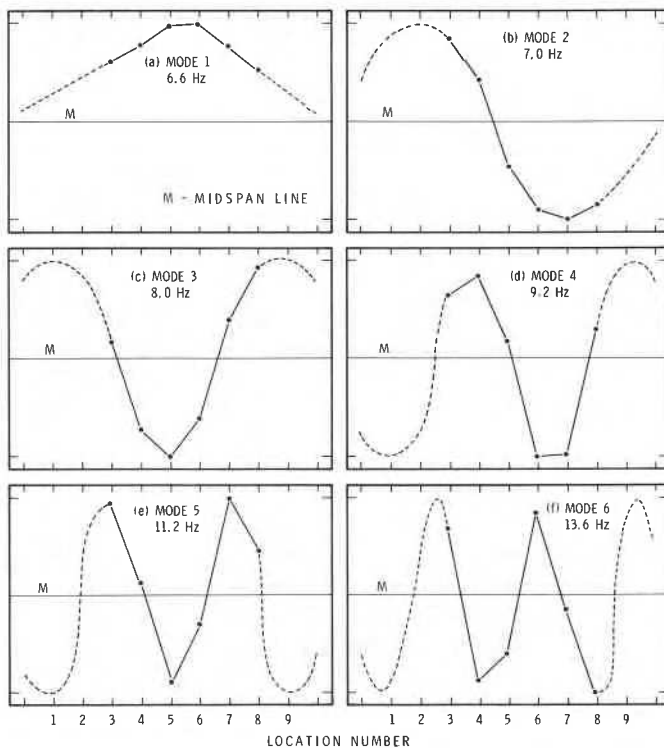 (a) MODE 1
6.6 Hz
M
M - MIDSPAN LINE
(b) MODE 2
7.0 Hz
M
(c) MODE 3
8.0 Hz
M
(d) MODE 4
9.2 Hz
M
(e) MODE 5
11.2 Hz
M
1 2 3 4 5 6 7 8 9
(f) MODE 6
13.6 Hz
M
1 2 3 4 5 6 7 8 9
LOCATION NUMBER